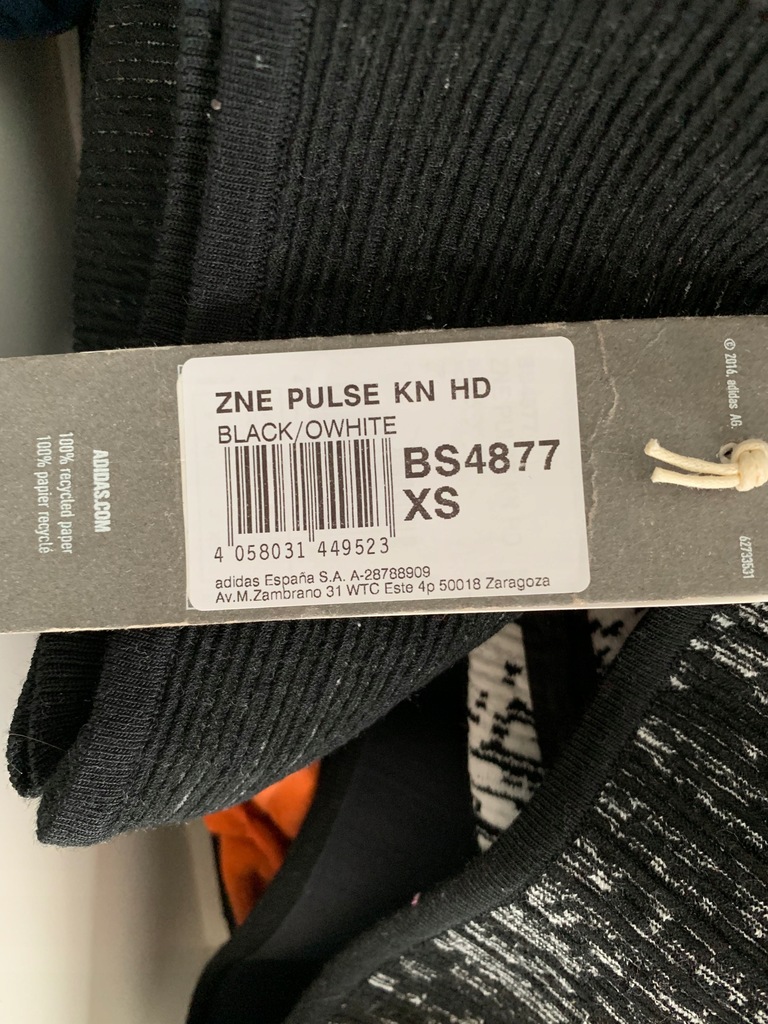 ZNE PULSE KN HD
BLACK/OWHITE
BS4877
XS
4 058031 449523
adidas España S.A. A-28788909
Av.M.Zambrano 31 WTC Este 4p 50018 Zaragoza
ADIDAS.COM
100% recycled paper
100% papier recyclé
© 2016, adidas AG.
62733531